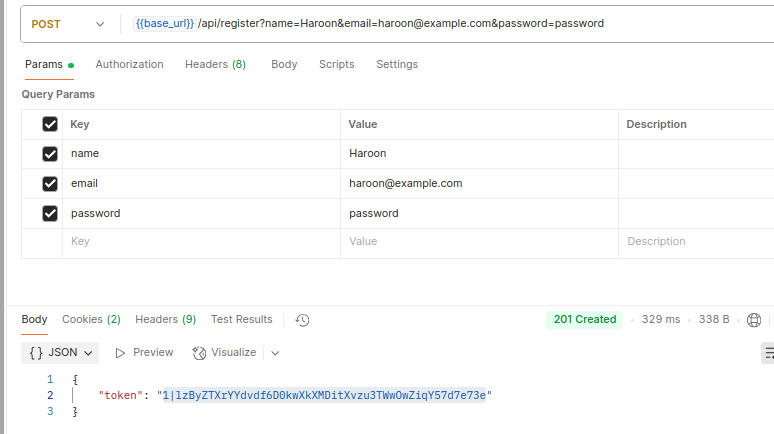 POST {{base_url}} /api/register?name=Haroon&email=haroon@example.com&password=password
Params Authorization Headers (8) Body Scripts Settings
Query Params
Key Value Description
name Haroon
email haroon@example.com
password password
Key Value Description
Body Cookies (2) Headers (9) Test Results 201 Created 329 ms 338 B
{} JSON Preview Visualize
1 {
2 "token": "1|lzByZTXrYYdvdf6D0kwXkXMDitXvzu3TWwOwZiqY57d7e73e"
3 }